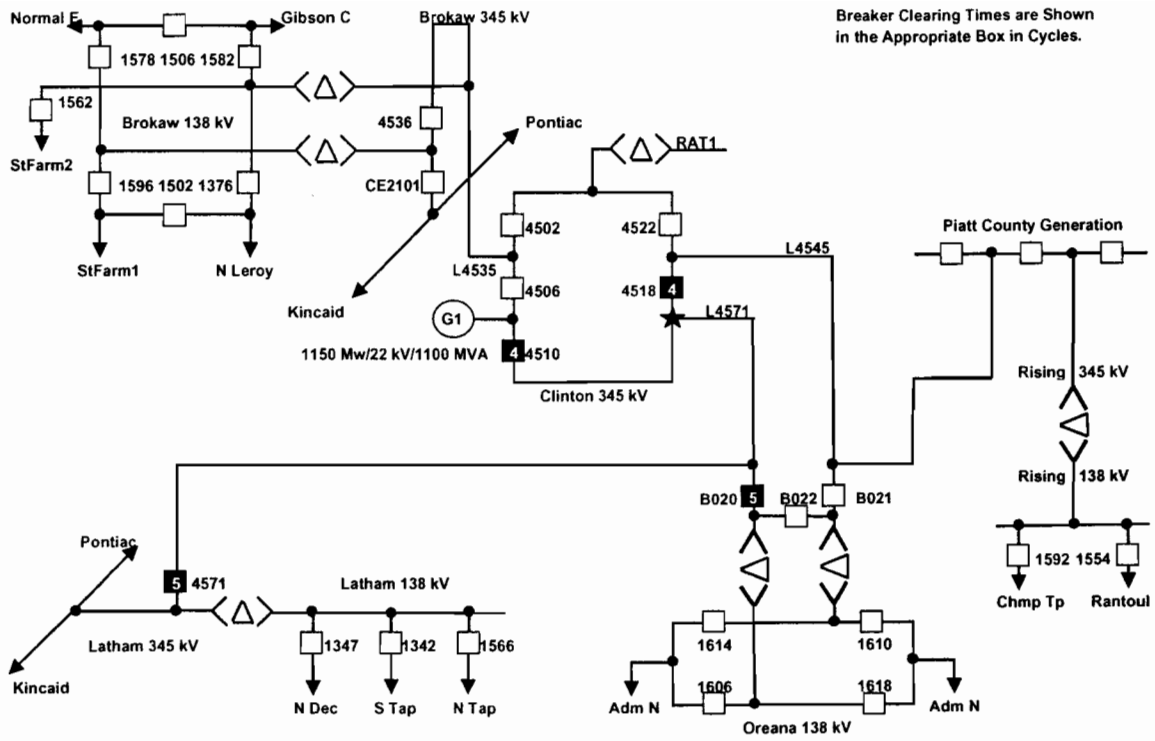 Normal E
Gibson C
Brokaw 345 kV
Breaker Clearing Times are Shown
in the Appropriate Box in Cycles.
1578 1506 1582
1562
Brokaw 138 kV
4536
Pontiac
StFarm2
RAT1
1596 1502 1376
CE2101
4502
4522
Piatt County Generation
StFarm1
N Leroy
L4535
L4545
4506
4518
4
L4571
Kincaid
G1
1150 Mw/22 kV/1100 MVA
4
4510
Clinton 345 kV
Rising 345 kV
Rising 138 kV
B020
5
B022
B021
Pontiac
5
4571
Latham 138 kV
1592 1554
Chmp Tp
Rantoul
Latham 345 kV
1347
1342
1566
1614
1610
Kincaid
1606
1618
N Dec
S Tap
N Tap
Adm N
Adm N
Oreana 138 kV